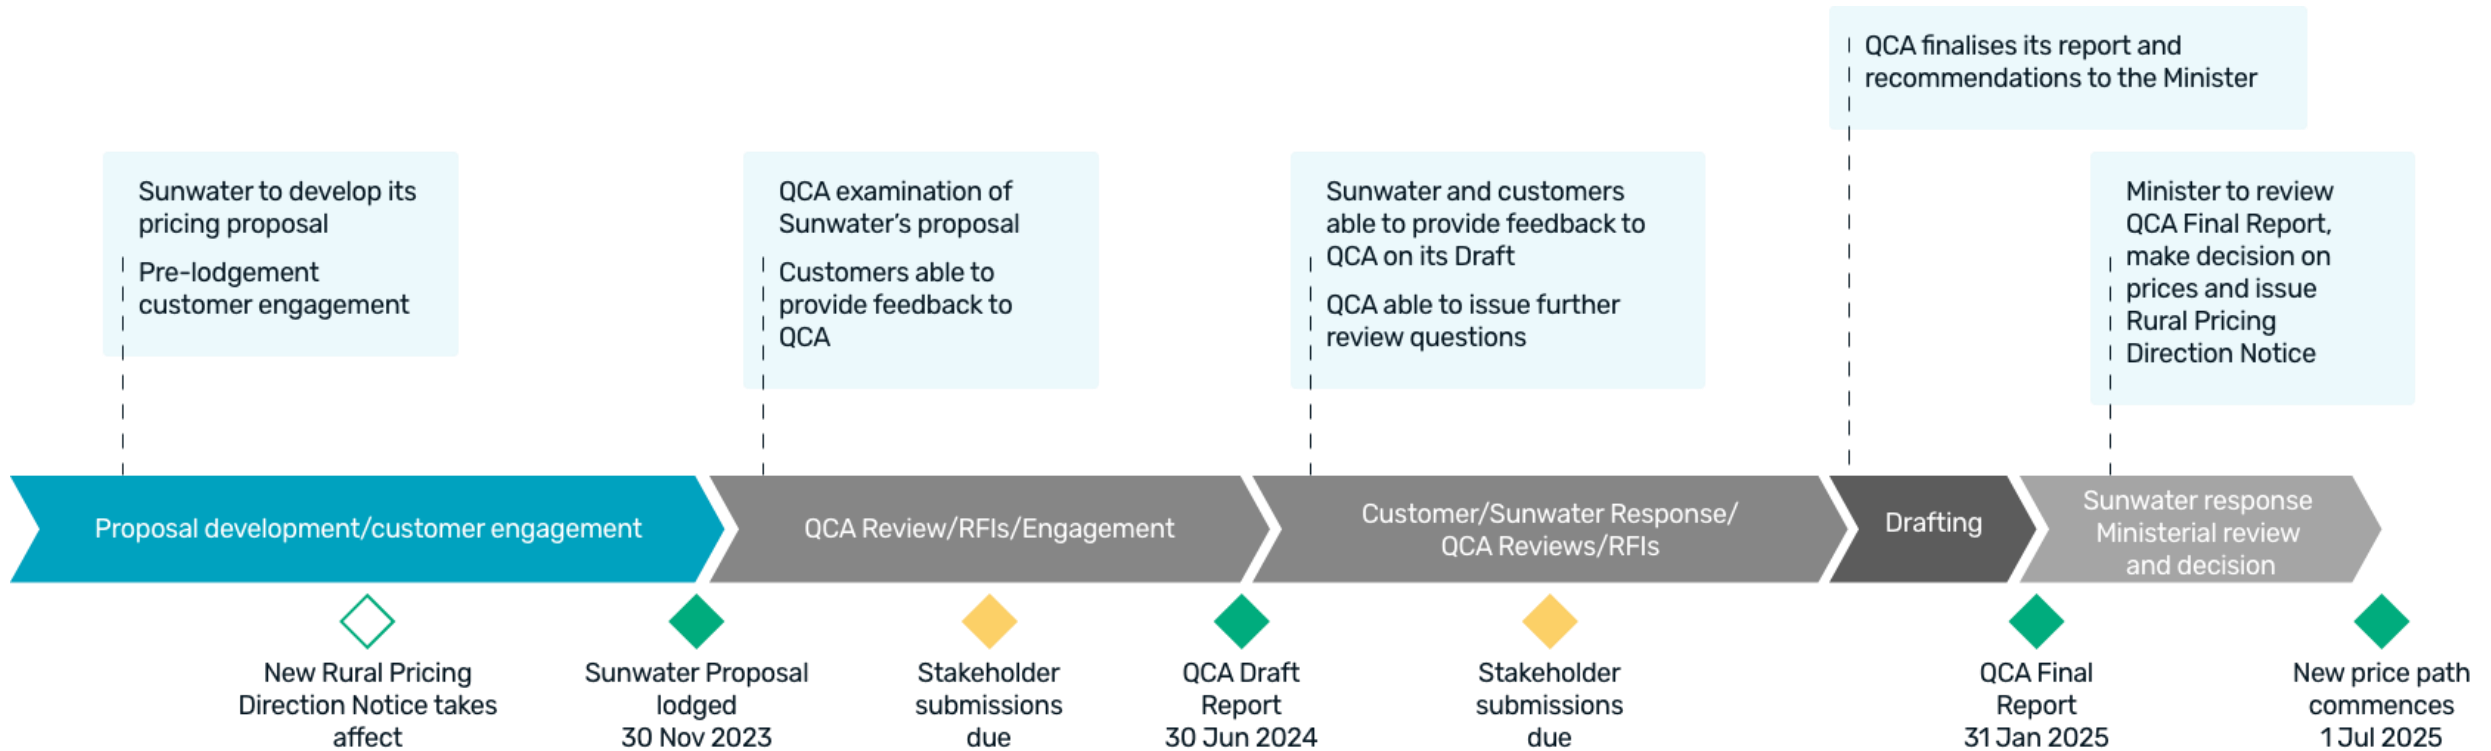 QCA finalises its report and
recommendations to the Minister
Sunwater to develop its
pricing proposal
Pre-lodgement
customer engagement
QCA examination of
Sunwater's proposal
Customers able to
provide feedback to
QCA
Sunwater and customers
able to provide feedback to
QCA on its Draft
QCA able to issue further
review questions
Minister to review
QCA Final Report,
make decision on
prices and issue
Rural Pricing
Direction Notice
Proposal development/customer engagement
QCA Review/RFIs/Engagement
Customer/Sunwater Response/
QCA Reviews/RFIs
Drafting
Sunwater response
Ministerial review
and decision
New Rural Pricing
Direction Notice takes
affect
Sunwater Proposal
lodged
30 Nov 2023
Stakeholder
submissions
due
QCA Draft
Report
30 Jun 2024
Stakeholder
submissions
due
QCA Final
Report
31 Jan 2025
New price path
commences
1 Jul 2025